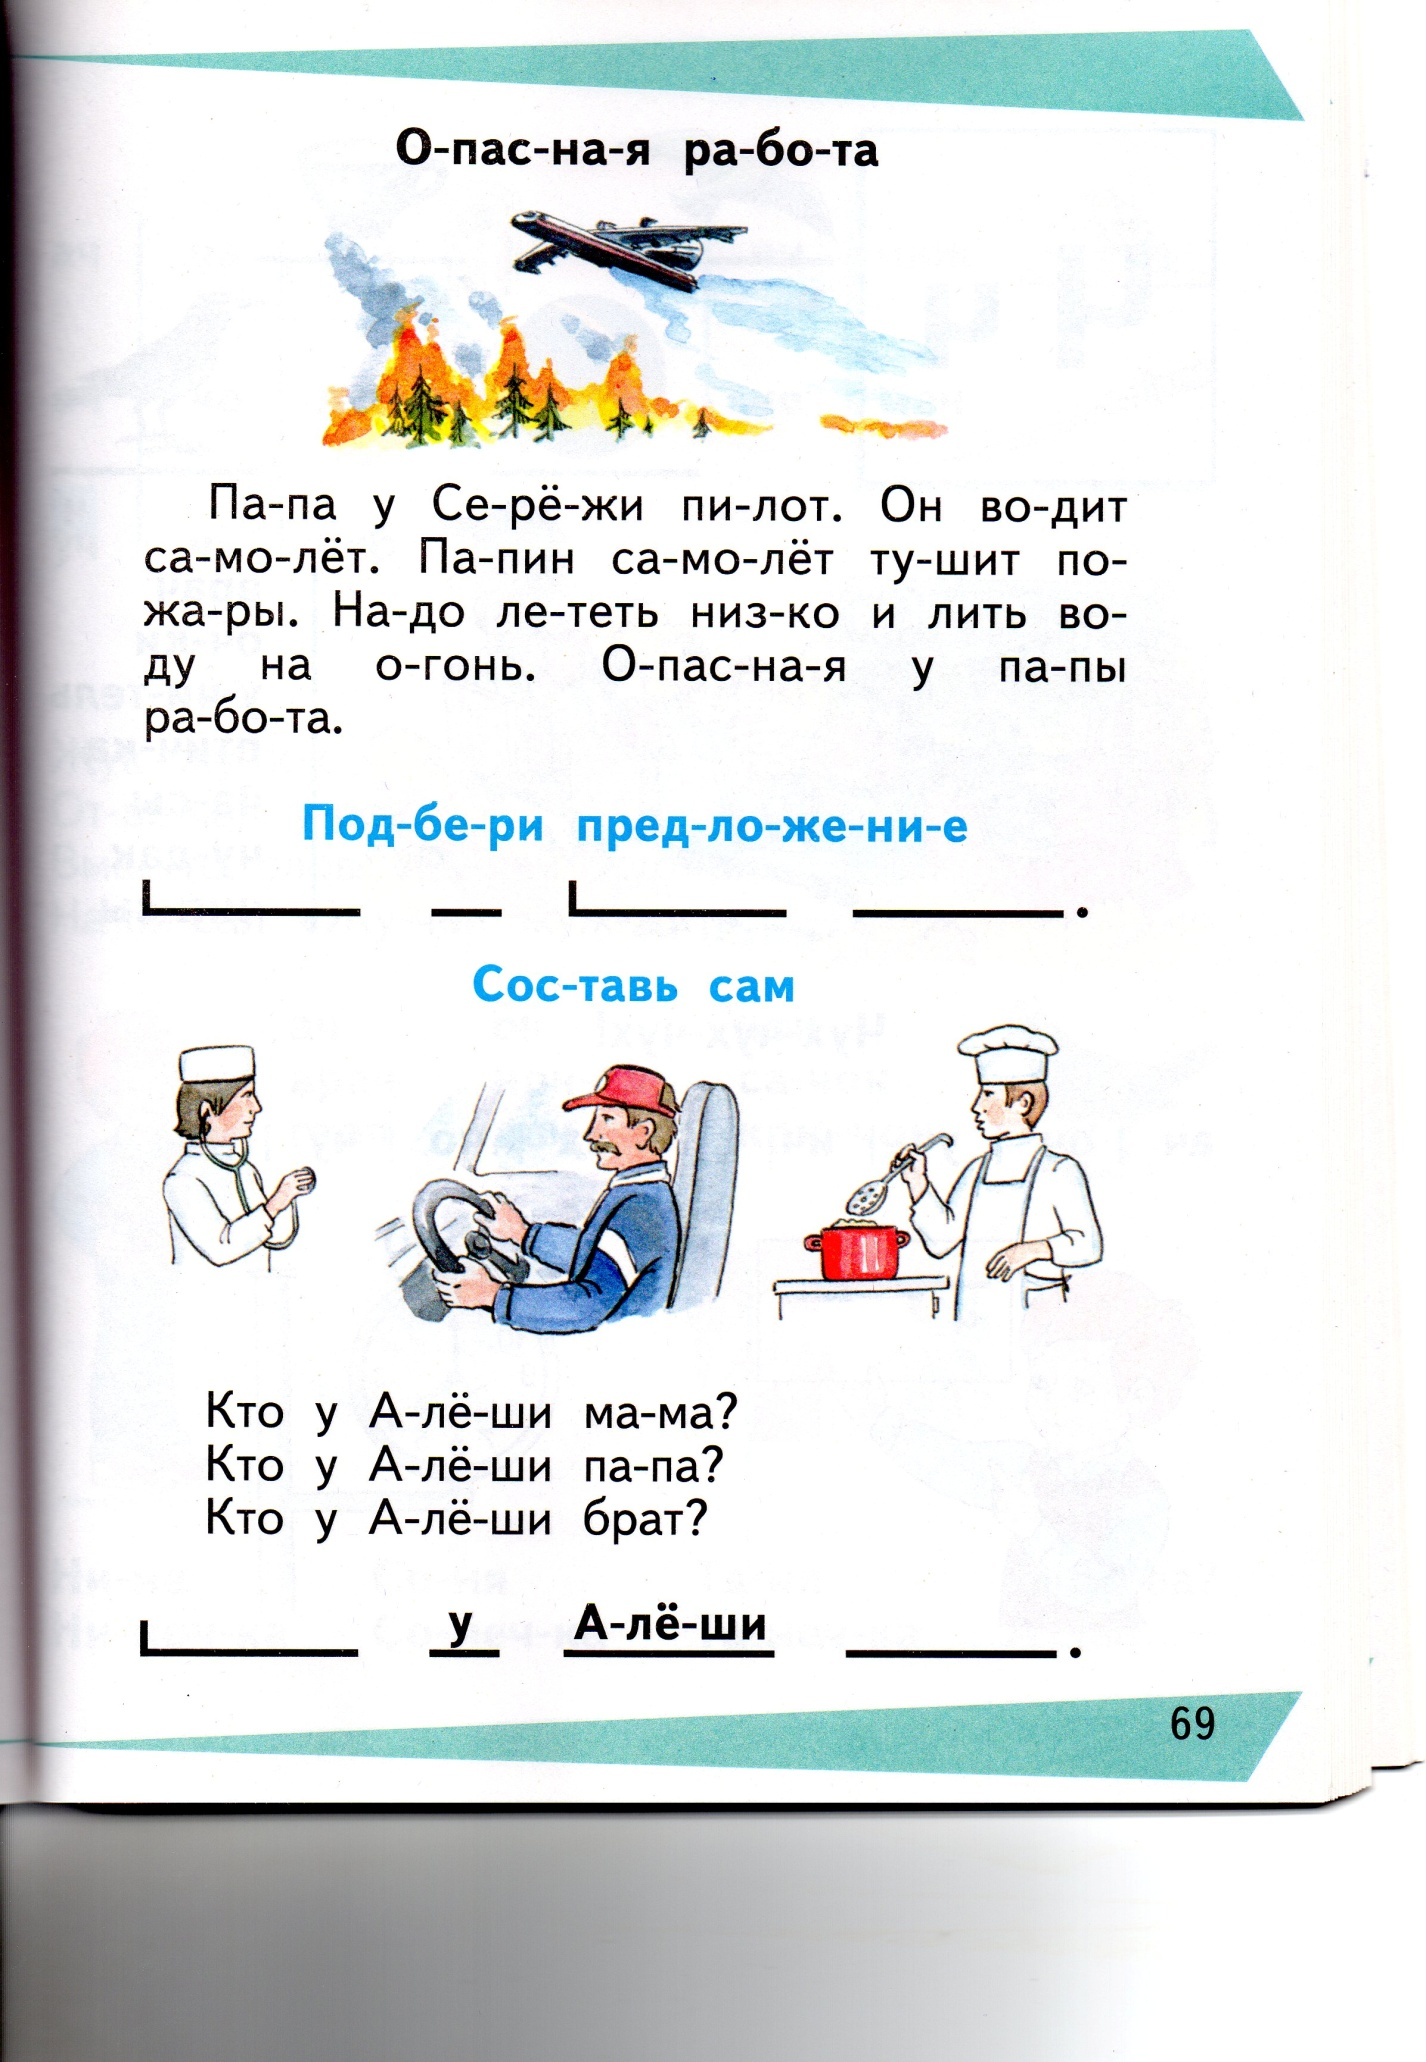 О-пас-на-я ра-бо-та
Па-па у Се-рё-жи пи-лот. Он во-дит
са-мо-лёт. Па-пин са-мо-лёт ту-шит по-
жа-ры. На-до ле-теть низ-ко и лить во-
ду на о-гонь. О-пас-на-я у па-пы
ра-бо-та.
Под-бе-ри пред-ло-же-ни-е
Сос-тавь сам
Кто у А-лё-ши ма-ма?
Кто у А-лё-ши па-па?
Кто у А-лё-ши брат?
у А-лё-ши .
69